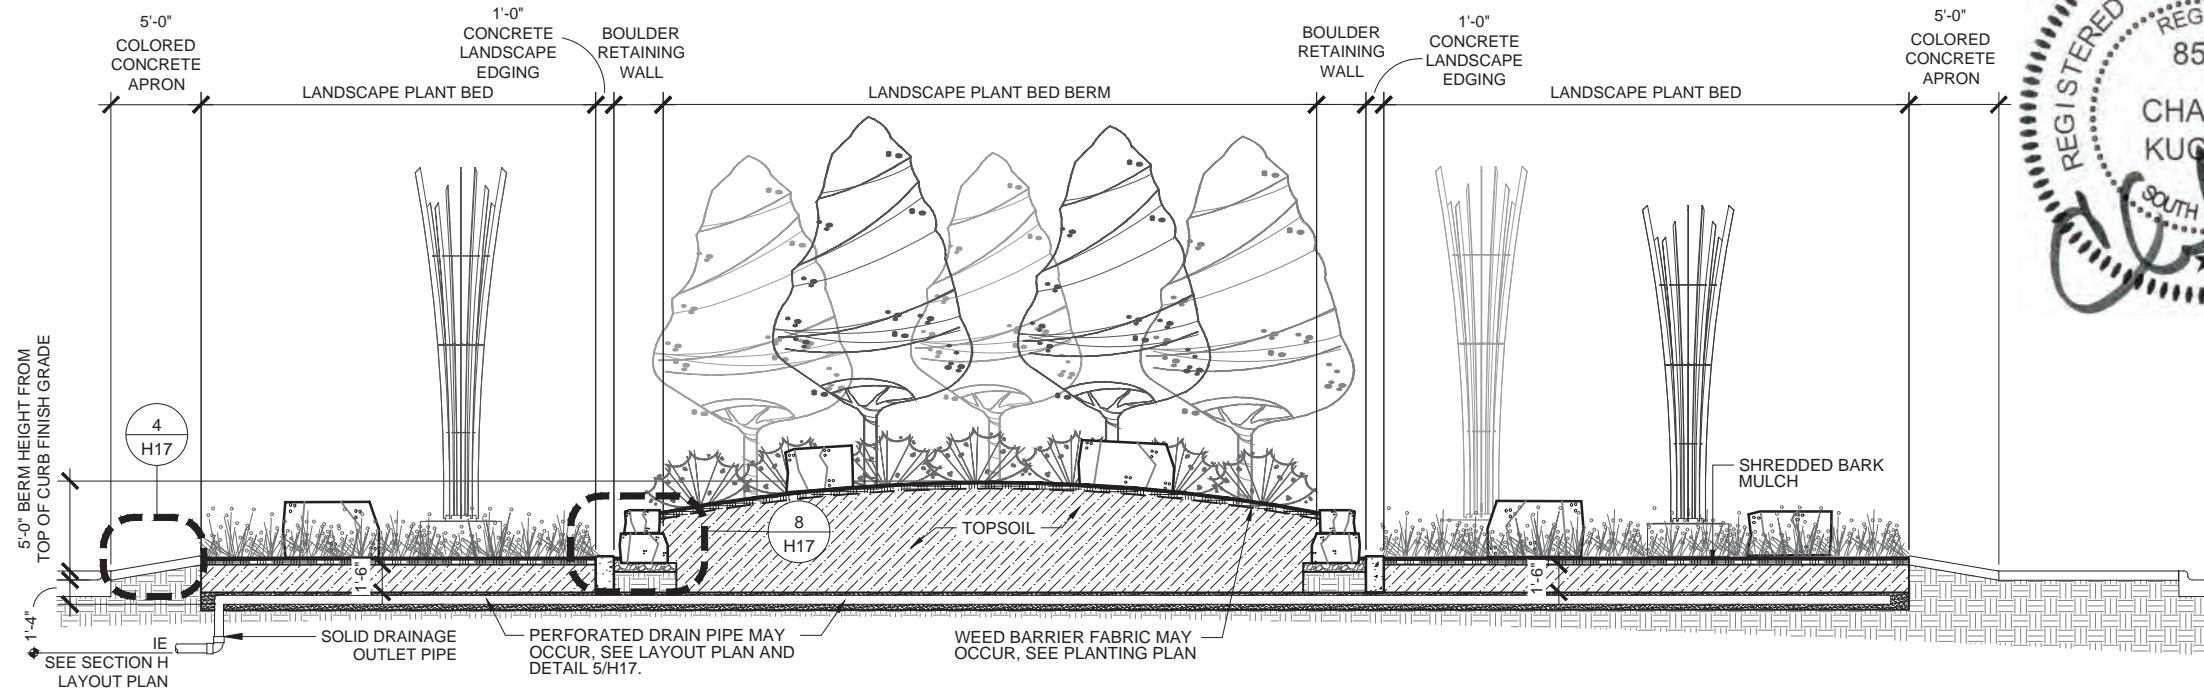 5'-0"
COLORED
CONCRETE
APRON
LANDSCAPE PLANT BED
1'-0"
CONCRETE
LANDSCAPE
EDGING
BOULDER
RETAINING
WALL
LANDSCAPE PLANT BED BERM
BOULDER
RETAINING
WALL
1'-0"
CONCRETE
LANDSCAPE
EDGING
LANDSCAPE PLANT BED
5'-0"
COLORED
CONCRETE
APRON
REGISTERED
REG
85
CHA
KUC
SOUTH
5'-0" BERM HEIGHT FROM
TOP OF CURB FINISH GRADE
4
H17
8
H17
TOPSOIL
SHREDDED BARK
MULCH
1'-6"
1'-6"
1'-4"
IE
SEE SECTION H
LAYOUT PLAN
SOLID DRAINAGE
OUTLET PIPE
PERFORATED DRAIN PIPE MAY
OCCUR, SEE LAYOUT PLAN AND
DETAIL 5/H17.
WEED BARRIER FABRIC MAY
OCCUR, SEE PLANTING PLAN